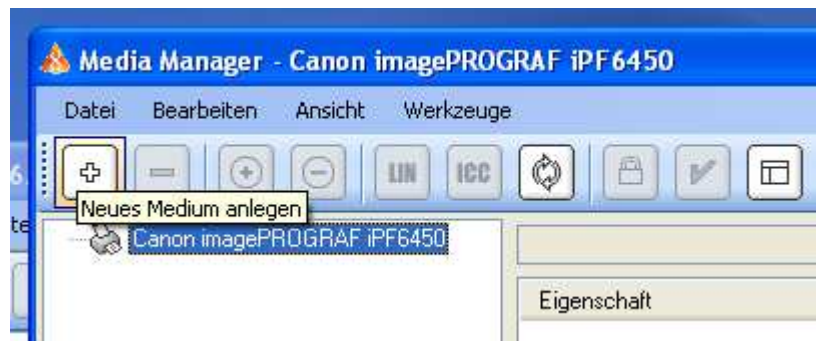 Media Manager - Canon imagePROGRAF iPF6450
Datei Bearbeiten Ansicht Werkzeuge
LIN ICC
Neues Medium anlegen
Canon imagePROGRAF iPF6450
Eigenschaft